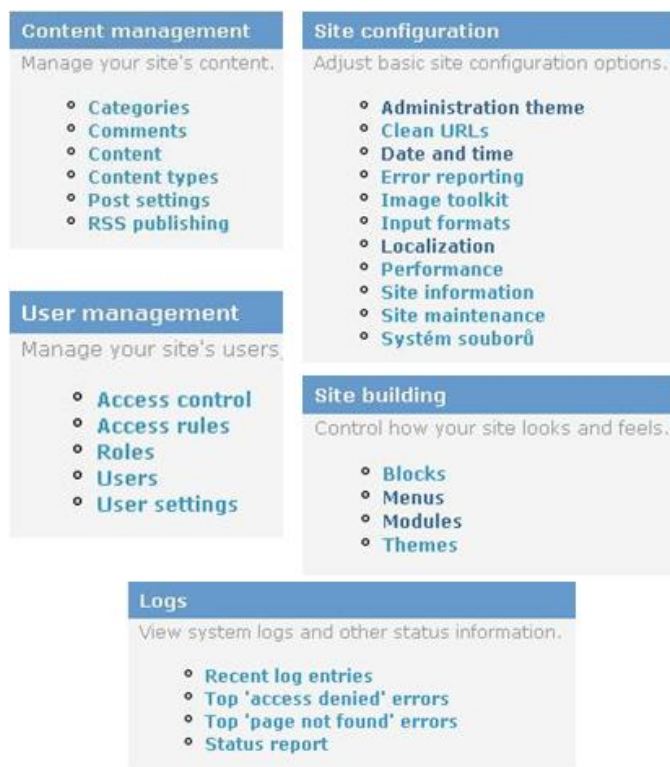 Content management
Manage your site's content.
Categories
Comments
Content
Content types
Post settings
RSS publishing
User management
Manage your site's users,
Access control
Access rules
Roles
Users
User settings
Site configuration
Adjust basic site configuration options.
Administration theme
Clean URLs
Date and time
Error reporting
Image toolkit
Input formats
Localization
Performance
Site information
Site maintenance
Systém souborů
Site building
Control how your site looks and feels.
Blocks
Menus
Modules
Themes
Logs
View system logs and other status information.
Recent log entries
Top 'access denied' errors
Top 'page not found' errors
Status report